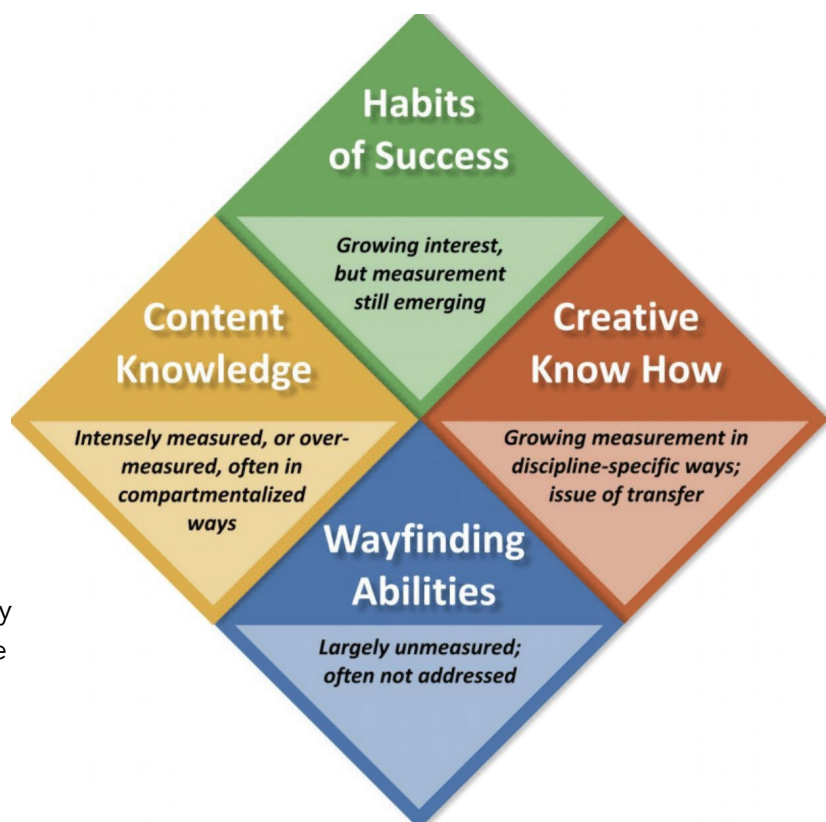 Habits
of Success
Growing interest,
but measurement
still emerging
Content
Knowledge
Intensely measured, or over-
measured, often in
compartmentalized
ways
Creative
Know How
Growing measurement in
discipline-specific ways;
issue of transfer
Wayfinding
Abilities
Largely unmeasured;
often not addressed
y
e